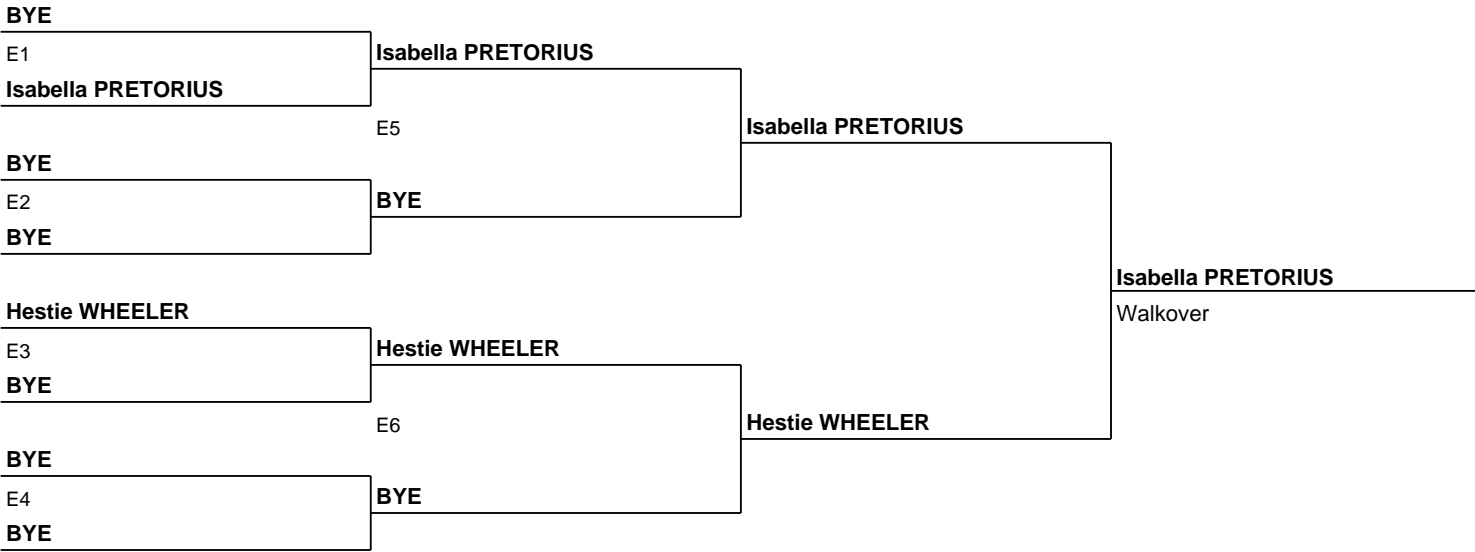 BYE
E1
Isabella PRETORIUS
Isabella PRETORIUS
E5
Isabella PRETORIUS
BYE
E2
BYE
BYE
Isabella PRETORIUS
Walkover
Hestie WHEELER
E3
Hestie WHEELER
BYE
E6
Hestie WHEELER
BYE
E4
BYE
BYE